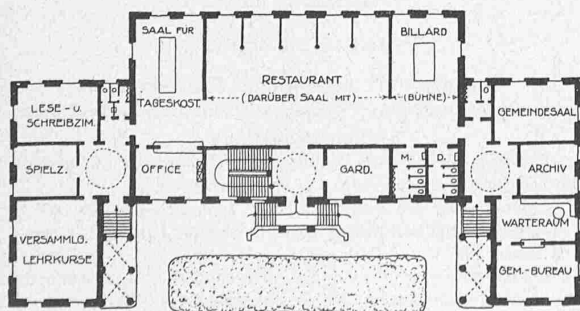 SAAL FÜR
TAGESKOST.
RESTAURANT
(DARÜBER SAAL MIT)
BILLARD
(BÜHNE)
LESE- U.
SCHREIBZIM.
GEMEINDESAAL
SPIELZ.
OFFICE
GARD.
M.
D.
ARCHIV
VERSAMMLG.
LEHRKURSE
WARTERAUM
GEM.-BUREAU